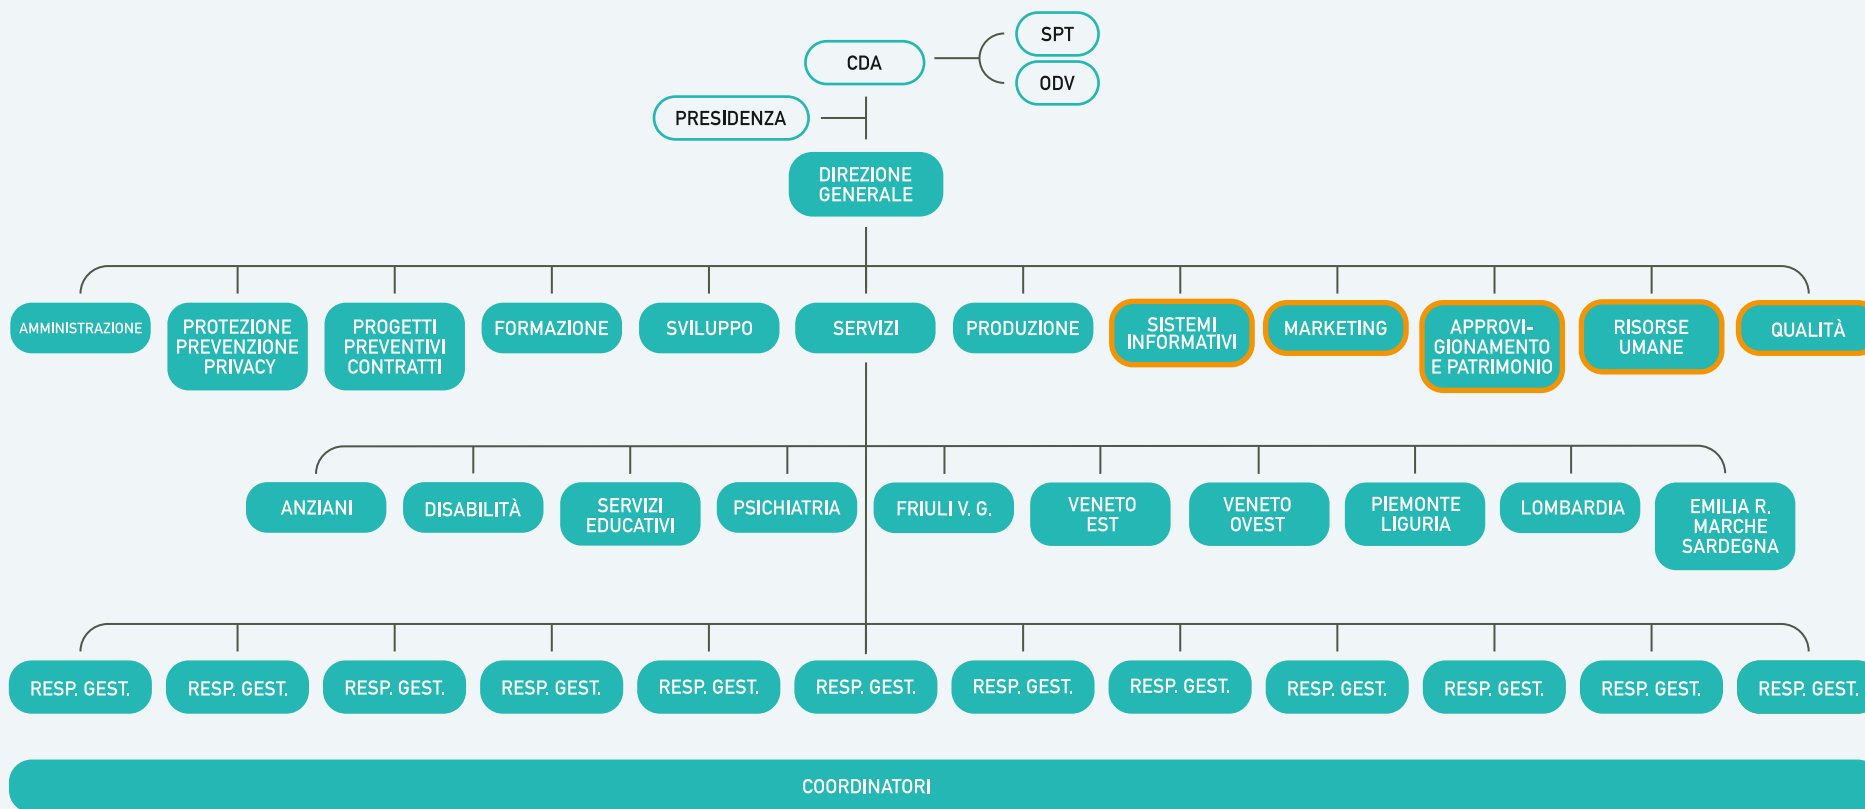 SPT
CDA
ODV
PRESIDENZA
DIREZIONE
GENERALE
AMMINISTRAZIONE
PROTEZIONE
PREVENZIONE
PRIVACY
PROGETTI
PREVENTIVI
CONTRATTI
FORMAZIONE
SVILUPPO
SERVIZI
PRODUZIONE
SISTEMI
INFORMATIVI
MARKETING
APPROVI-
GIONAMENTO
E PATRIMONIO
RISORSE
UMANE
QUALITÀ
ANZIANI
DISABILITÀ
SERVIZI
EDUCATIVI
PSICHIATRIA
FRIULI V. G.
VENETO
EST
VENETO
OVEST
PIEMONTE
LIGURIA
LOMBARDIA
EMILIA R.
MARCHE
SARDEGNA
RESP. GEST.
RESP. GEST.
RESP. GEST.
RESP. GEST.
RESP. GEST.
RESP. GEST.
RESP. GEST.
RESP. GEST.
RESP. GEST.
RESP. GEST.
RESP. GEST.
RESP. GEST.
COORDINATORI